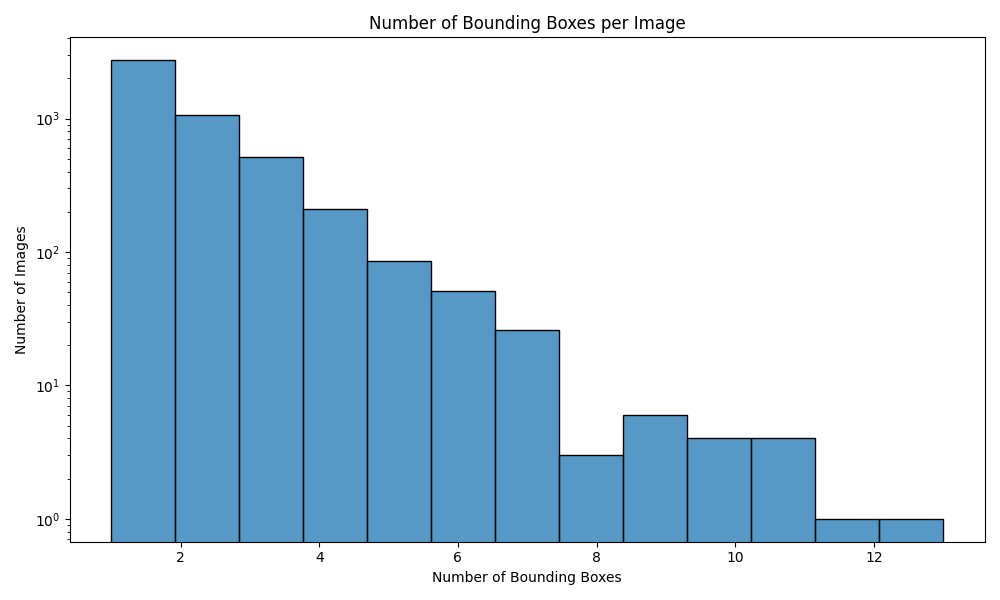 Number of Bounding Boxes per Image
Number of Images
10³
10²
10¹
10⁰
2 4 6 8 10 12
Number of Bounding Boxes